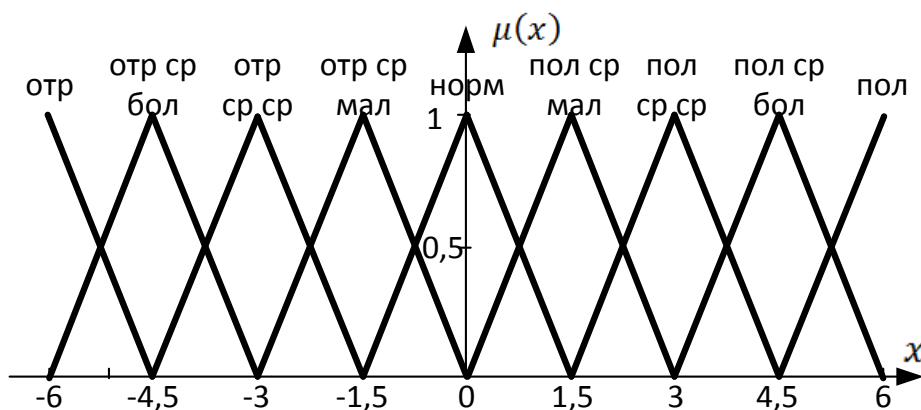 μ(x)
отр
отр ср
бол
отр
ср ср
отр ср
мал
норм
пол ср
мал
пол
ср ср
пол ср
бол
пол
1
0,5
x
-6 -4,5 -3 -1,5 0 1,5 3 4,5 6